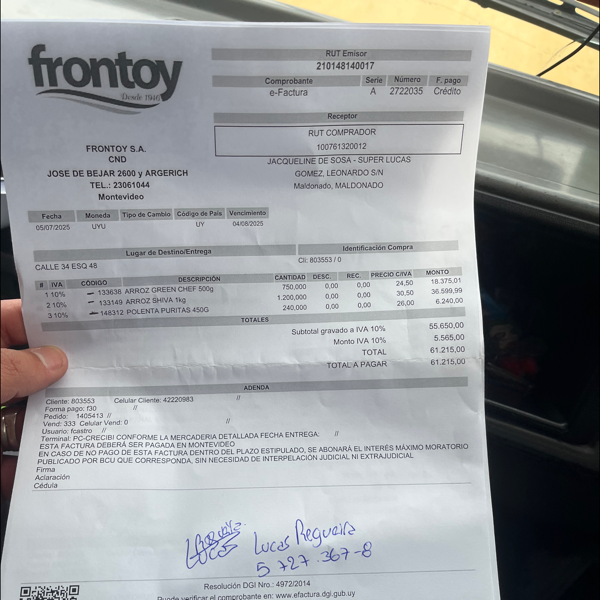 frontoy
Desde 1946
RUT Emisor
210148140017
Comprobante Serie Número F. pago
e-Factura A 2722035 Crédito
Receptor
RUT COMPRADOR
100761320012
JACQUELINE DE SOSA - SUPER LUCAS
GOMEZ, LEONARDO S/N
Maldonado, MALDONADO
FRONTOY S.A.
CND
JOSE DE BEJAR 2600 y ARGERICH
TEL.: 23061044
Montevideo
Fecha Moneda Tipo de Cambio Código de País Vencimiento
05/07/2025 UYU UY 04/08/2025
Lugar de Destino/Entrega Identificación Compra
CALLE 34 ESQ 48 Cli: 803553 / 0
# IVA CÓDIGO DESCRIPCIÓN CANTIDAD DESC. REC. PRECIO C/IVA MONTO
1 10% 133638 ARROZ GREEN CHEF 500g 750,000 0,00 0,00 24,50 18.375,01
2 10% 133149 ARROZ SHIVA 1kg 1.200,000 0,00 0,00 30,50 36.599,99
3 10% 148312 POLENTA PURITAS 450G 240,000 0,00 0,00 26,00 6.240,00
TOTALES
Subtotal gravado a IVA 10% 55.650,00
Monto IVA 10% 5.565,00
TOTAL 61.215,00
TOTAL A PAGAR 61.215,00
ADENDA
Cliente: 803553 Celular Cliente: 42220983 //
Forma pago: f30 //
Pedido: 1405413 //
Vend: 333 Celular Vend: 0 //
Usuario: fcastro //
Terminal: PC-CRECIBI CONFORME LA MERCADERIA DETALLADA FECHA ENTREGA: //
ESTA FACTURA DEBERÁ SER PAGADA EN MONTEVIDEO
EN CASO DE NO PAGO DE ESTA FACTURA DENTRO DEL PLAZO ESTIPULADO, SE ABONARÁ EL INTERÉS MÁXIMO MORATORIO
PUBLICADO POR BCU QUE CORRESPONDA, SIN NECESIDAD DE INTERPELACIÓN JUDICIAL NI EXTRAJUDICIAL
Firma
Aclaración
Cédula
Lucas Regueira
5 727.367-8
Resolución DGI Nro.: 4972/2014
Puede verificar el comprobante en: www.efactura.dgi.gub.uy